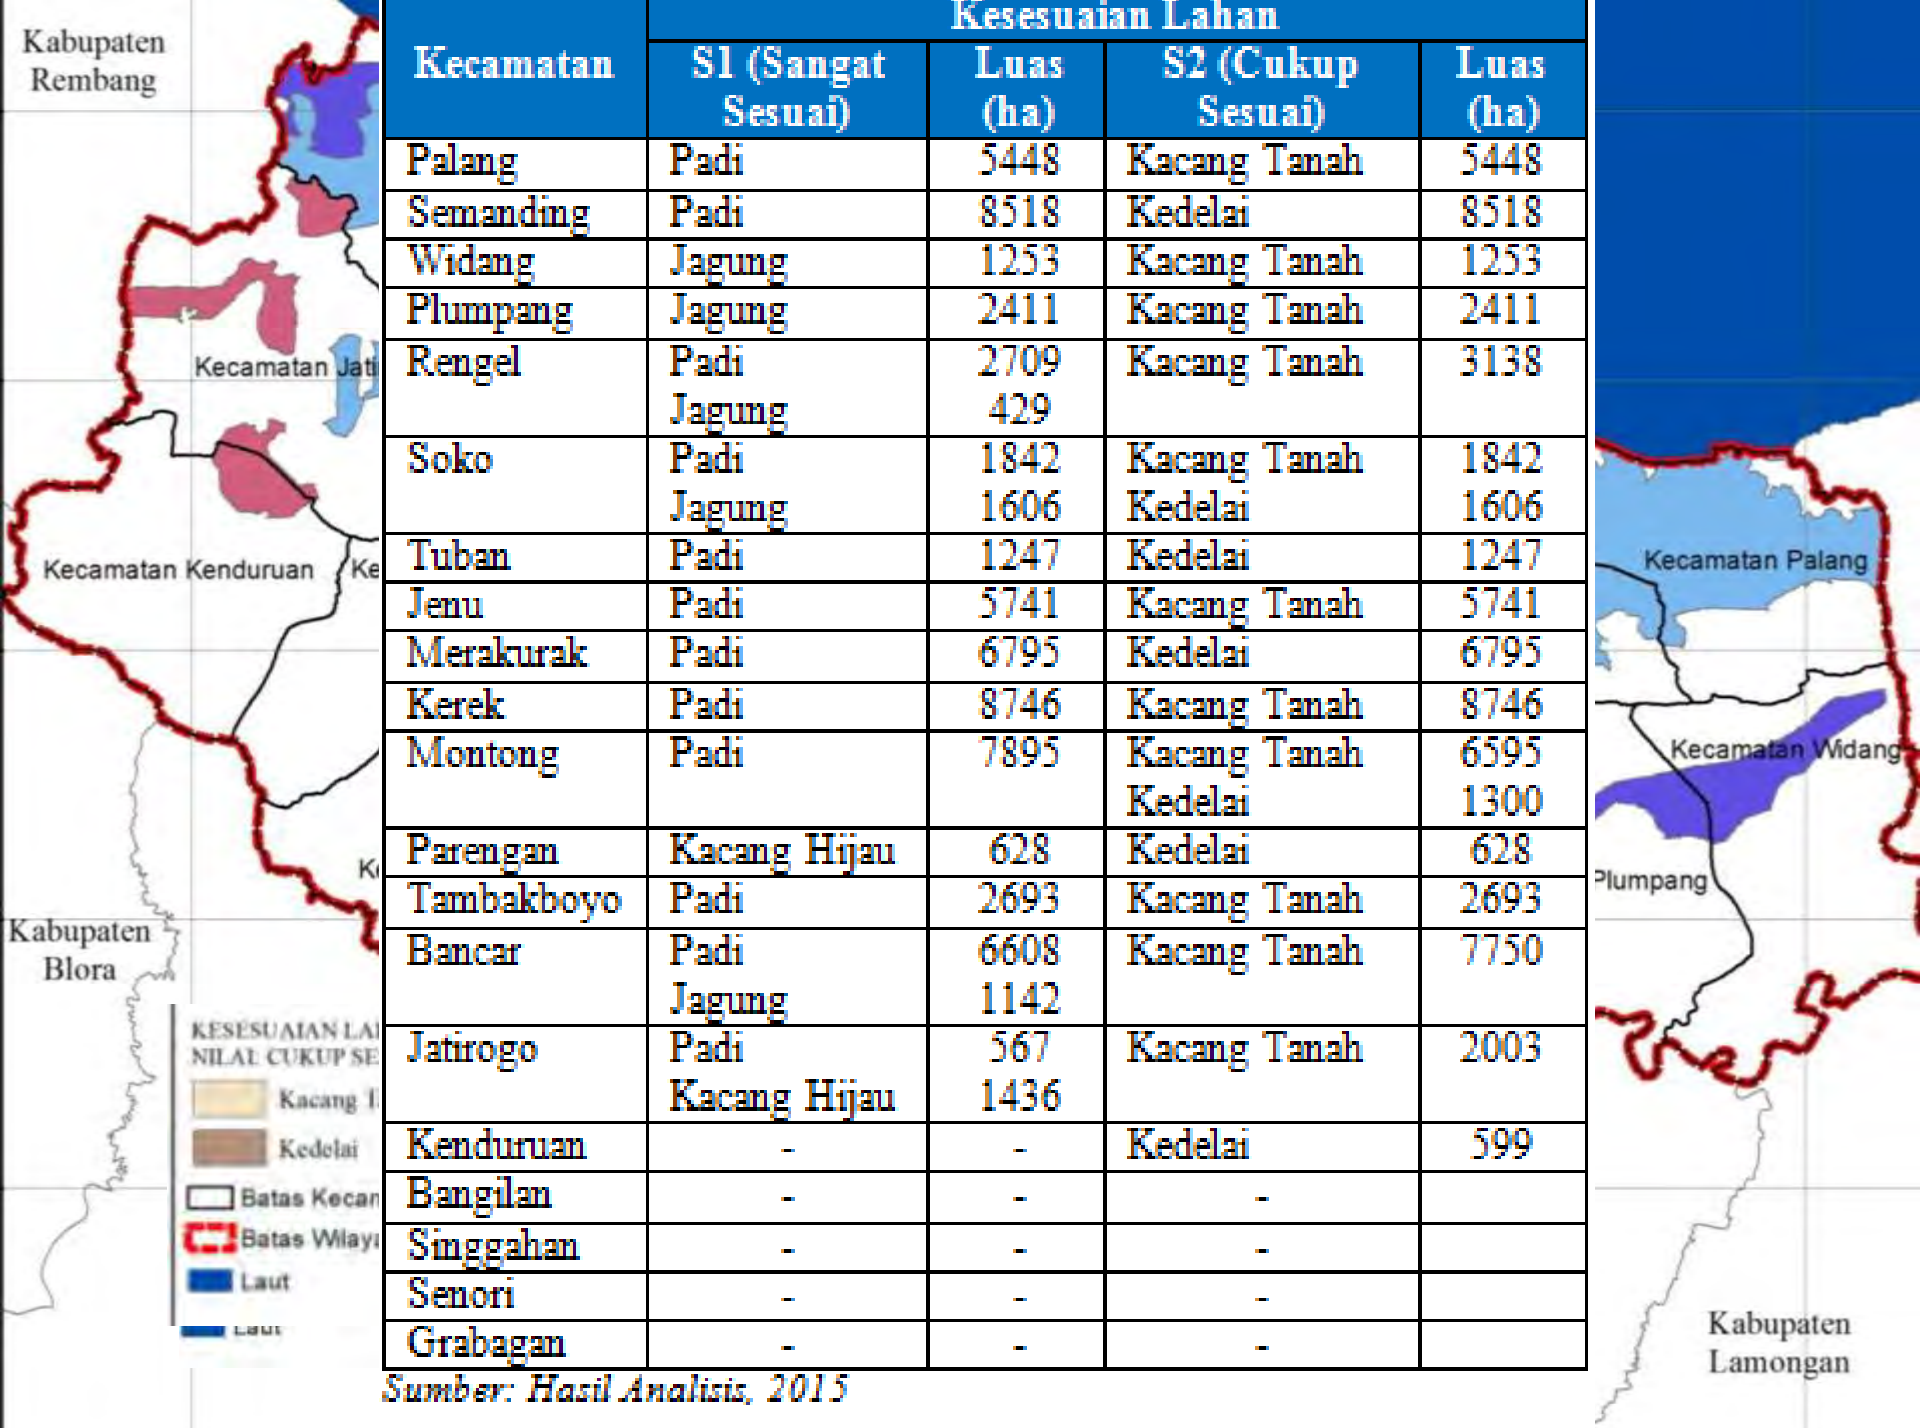 Kabupaten
Rembang
Kecamatan Jati
Kecamatan Kenduruan
Ke
Kabupaten
Blora
KESESUAIAN LA
NILAI CUKUP SE
Kacang T
Kedelai
Batas Kecam
Batas Wilaya
Laut
Laut
Kesesuaian Lahan
Kecamatan S1 (Sangat Sesuai) Luas (ha) S2 (Cukup Sesuai) Luas (ha)
Palang Padi 5448 Kacang Tanah 5448
Semanding Padi 8518 Kedelai 8518
Widang Jagung 1253 Kacang Tanah 1253
Plumpang Jagung 2411 Kacang Tanah 2411
Rengel Padi 2709 Kacang Tanah 3138
Jagung 429
Soko Padi 1842 Kacang Tanah 1842
Jagung 1606 Kedelai 1606
Tuban Padi 1247 Kedelai 1247
Jenu Padi 5741 Kacang Tanah 5741
Merakurak Padi 6795 Kedelai 6795
Kerek Padi 8746 Kacang Tanah 8746
Montong Padi 7895 Kacang Tanah 6595
Kedelai 1300
Parengan Kacang Hijau 628 Kedelai 628
Tambakboyo Padi 2693 Kacang Tanah 2693
Bancar Padi 6608 Kacang Tanah 7750
Jagung 1142
Jatirogo Padi 567 Kacang Tanah 2003
Kacang Hijau 1436
Kenduruan - - Kedelai 599
Bangilan - - -
Singgahan - - -
Senori - - -
Grabagan - - -
Sumber: Hasil Analisis, 2015
Kecamatan Palang
Kecamatan Widang
Plumpang
Kabupaten
Lamongan